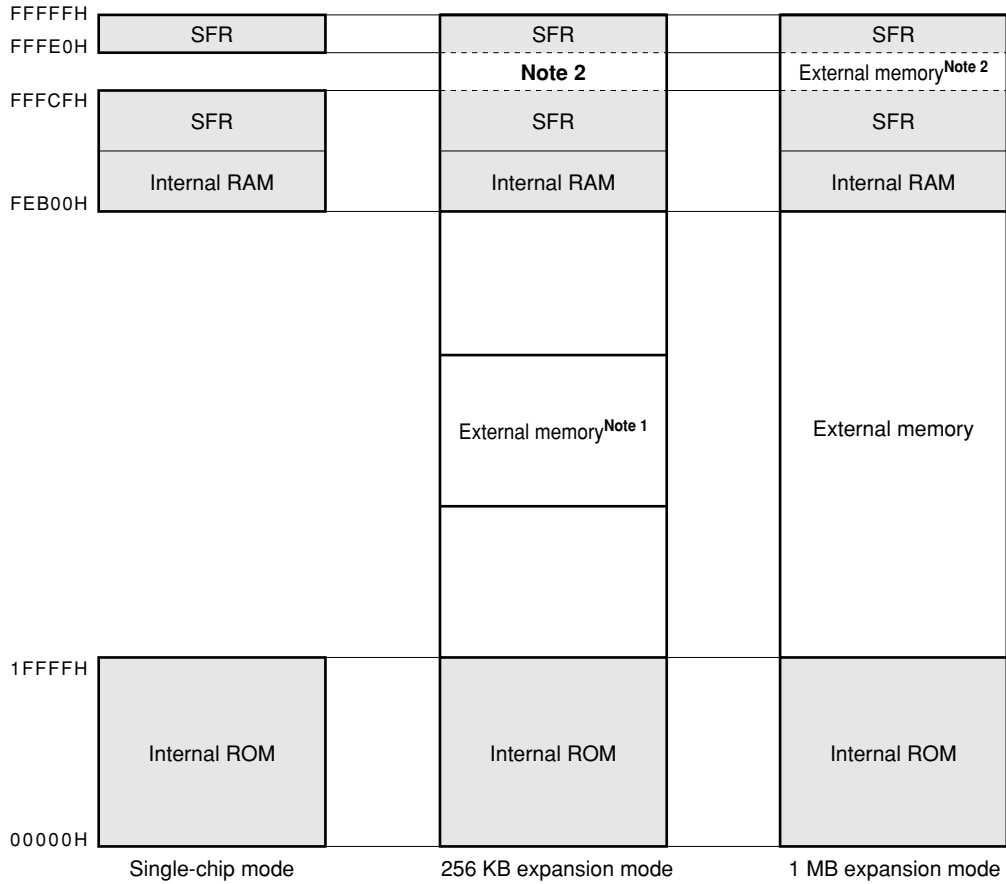 FFFFFH
SFR SFR SFR
FFFE0H
Note 2 External memoryNote 2
FFFCFH
SFR SFR SFR
Internal RAM Internal RAM Internal RAM
FEB00H
External memoryNote 1 External memory
1FFFFH
Internal ROM Internal ROM Internal ROM
00000H
Single-chip mode 256 KB expansion mode 1 MB expansion mode